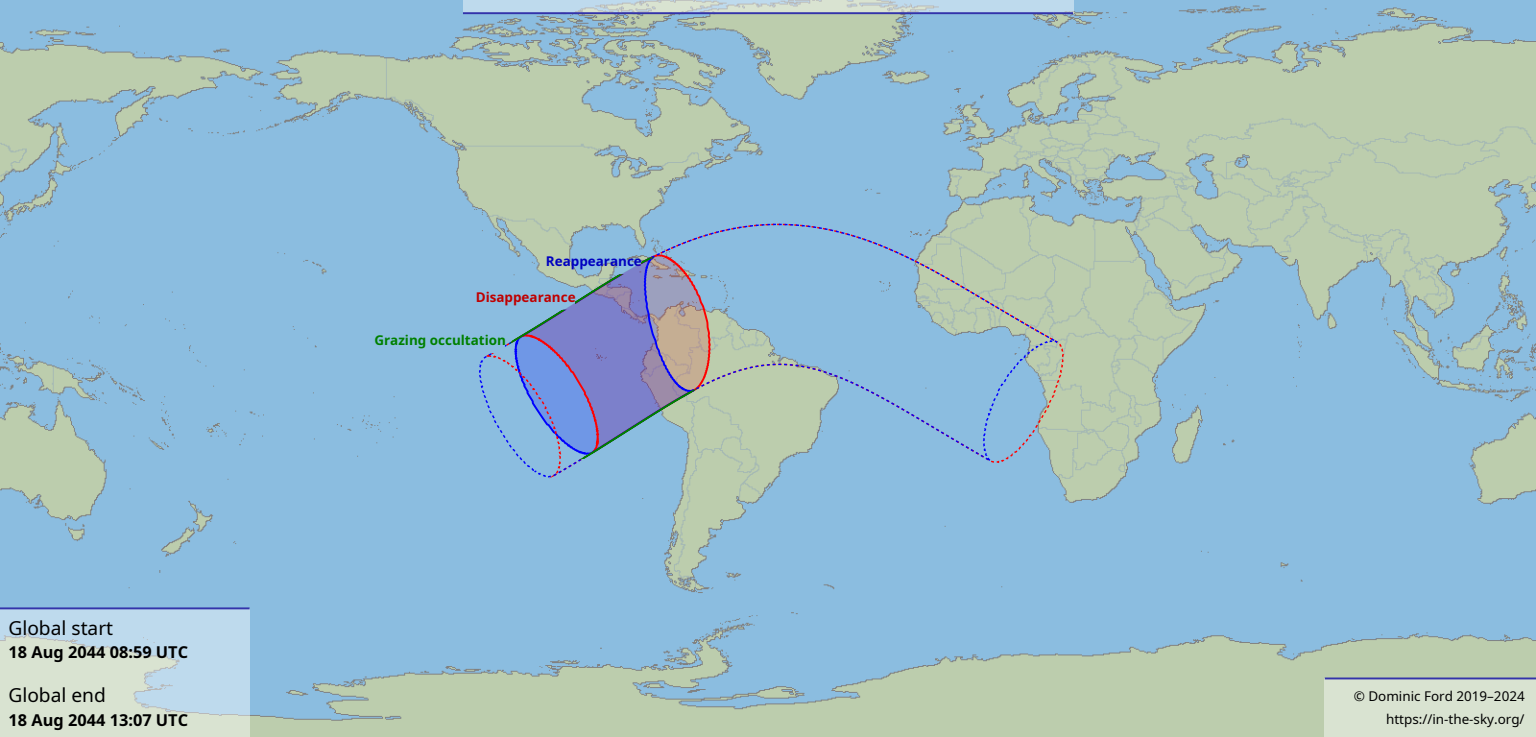 Reappearance
Disappearance
Grazing occultation
Global start
18 Aug 2044 08:59 UTC
Global end
18 Aug 2044 13:07 UTC
© Dominic Ford 2019–2024
https://in-the-sky.org/